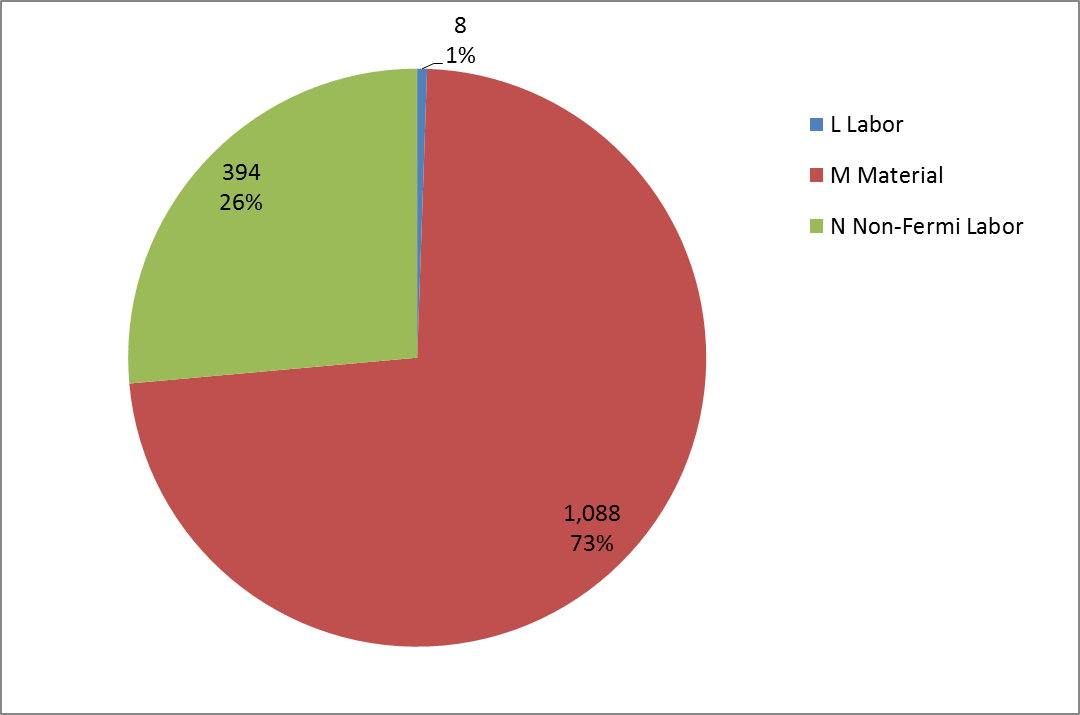 8
1%
394
26%
1,088
73%
L Labor
M Material
N Non-Fermi Labor